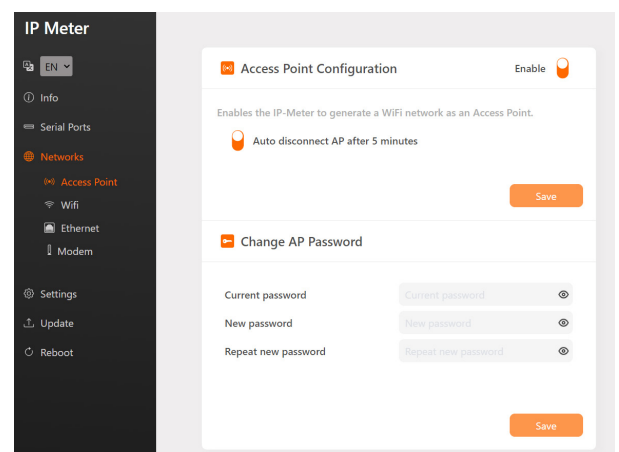 IP Meter
EN
Info
Serial Ports
Networks
Access Point
Wifi
Ethernet
Modem
Settings
Update
Reboot
Access Point Configuration
Enable
Enables the IP-Meter to generate a WiFi network as an Access Point.
Auto disconnect AP after 5 minutes
Save
Change AP Password
Current password Current password
New password New password
Repeat new password Repeat new password
Save